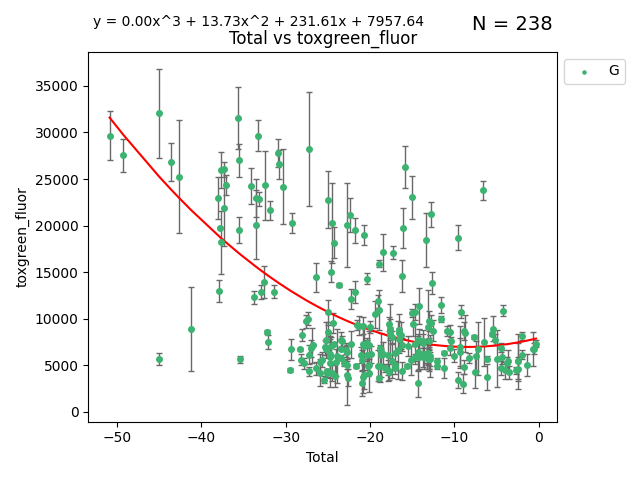 y = 0.00x^3 + 13.73x^2 + 231.61x + 7957.64
N = 238
Total vs toxgreen_fluor
G
35000
30000
25000
20000
15000
10000
5000
0
toxgreen_fluor
−50 −40 −30 −20 −10 0
Total